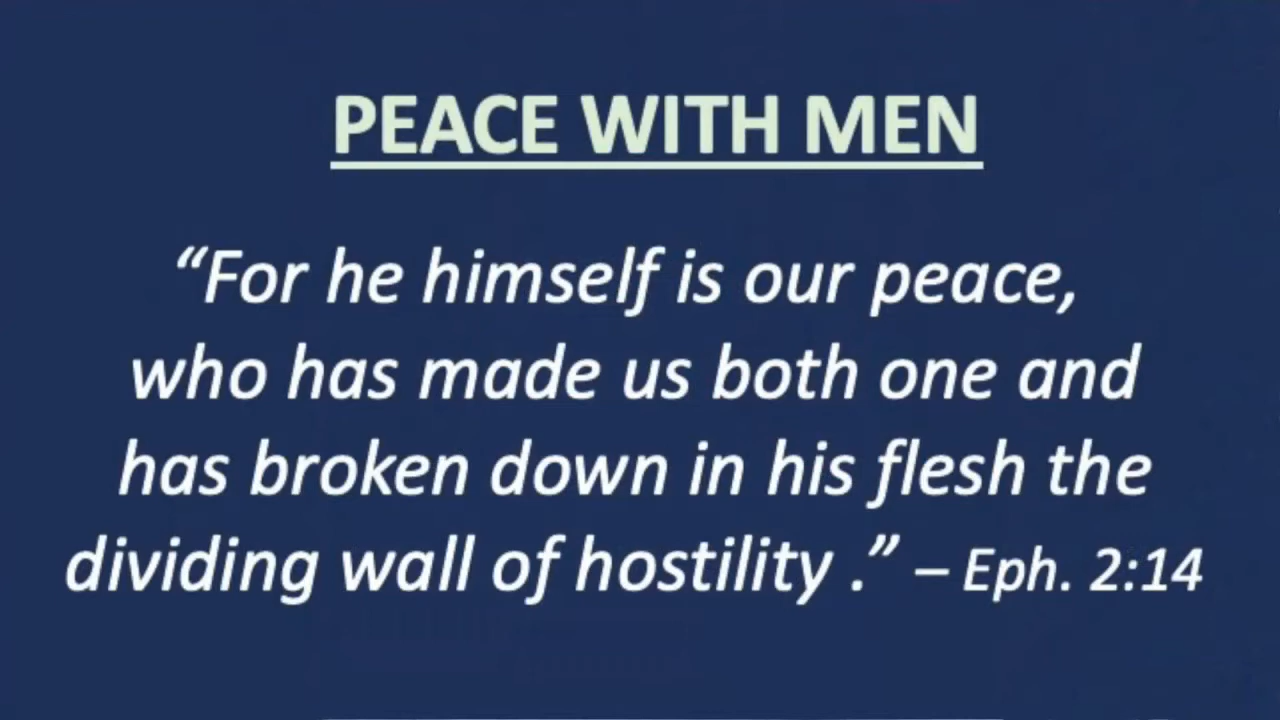 PEACE WITH MEN
“For he himself is our peace,
who has made us both one and
has broken down in his flesh the
dividing wall of hostility .” – Eph. 2:14